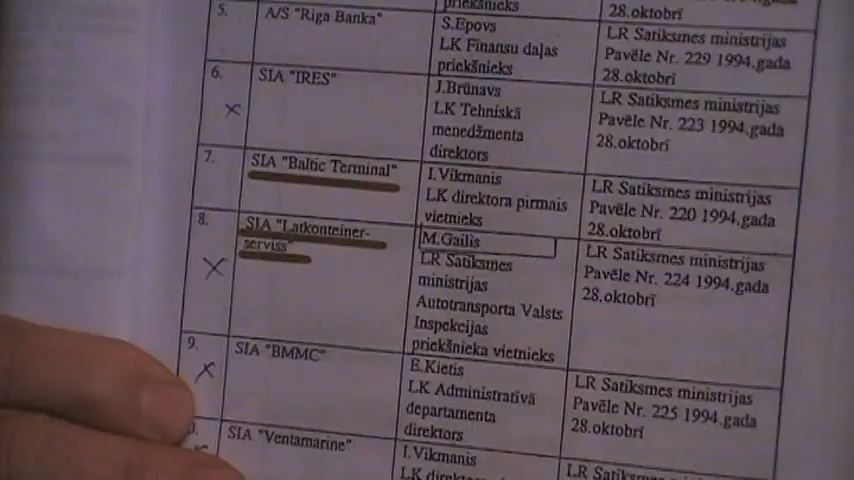 priekšnieks
28.oktobrī
5.
A/S "Riga Banka"
S.Epovs
LK Finansu daļas
priekšnieks
LR Satiksmes ministrijas
Pavēle Nr. 229 1994.gada
28.oktobrī
6.
SIA "IRES"
J.Brūnavs
LK Tehniskā
menedžmenta
direktors
LR Satiksmes ministrijas
Pavēle Nr. 223 1994.gada
28.oktobrī
7.
SIA "Baltic Terminal"
I.Vikmanis
LK direktora pirmais
vietnieks
LR Satiksmes ministrijas
Pavēle Nr. 220 1994.gada
28.oktobrī
8.
SIA "Latkonteiner-
serviss"
M.Gailis
LR Satiksmes
ministrijas
Autotransporta Valsts
Inspekcijas
priekšnieka vietnieks
LR Satiksmes ministrijas
Pavēle Nr. 224 1994.gada
28.oktobrī
9.
SIA "BMMC"
E.Kietis
LK Administratīvā
departamenta
direktors
LR Satiksmes ministrijas
Pavēle Nr. 225 1994.gada
28.oktobrī
SIA "Ventamarine"
I.Vikmanis
LK
LR Satiksmes ministrijas